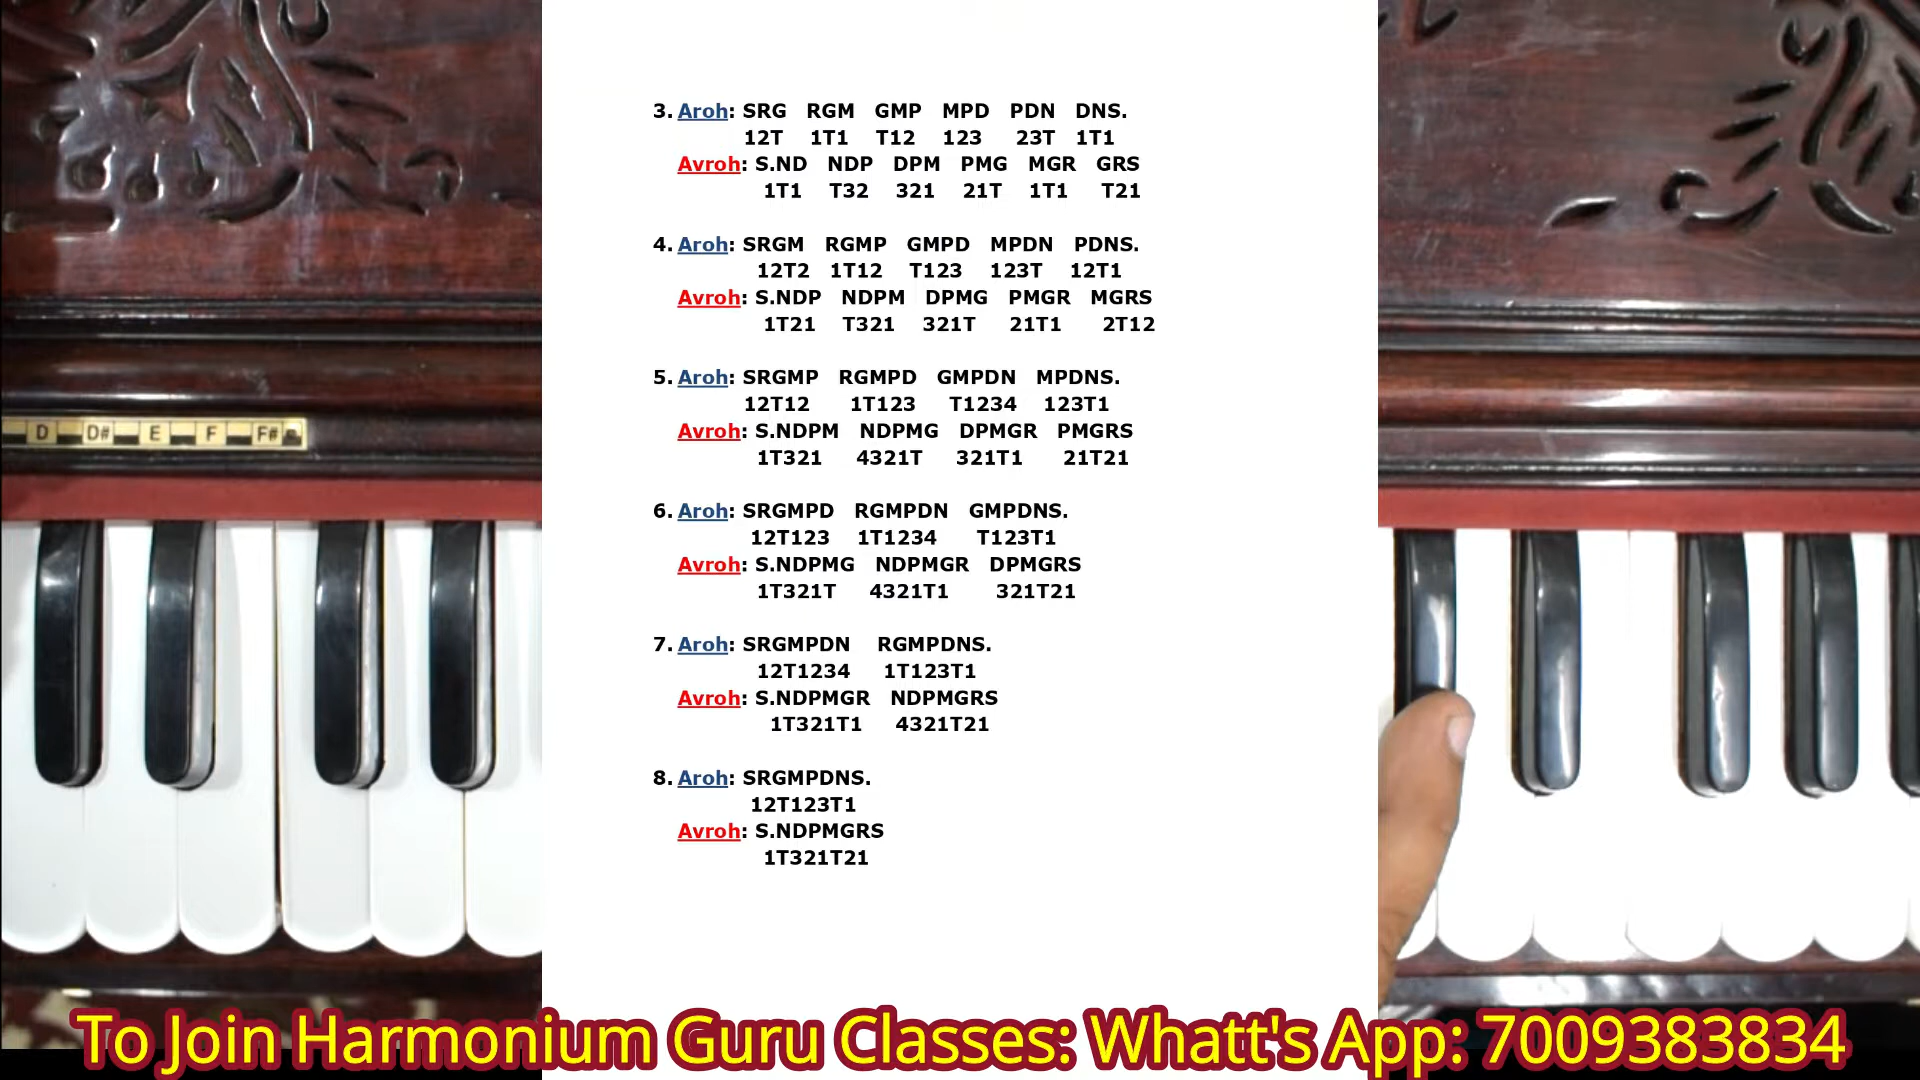 3. Aroh: SRG RGM GMP MPD PDN DNS.
12T 1T1 T12 123 23T 1T1
Avroh: S.ND NDP DPM PMG MGR GRS
1T1 T32 321 21T 1T1 T21
4. Aroh: SRGM RGMP GMPD MPDN PDNS.
12T2 1T12 T123 123T 12T1
Avroh: S.NDP NDPM DPMG PMGR MGRS
1T21 T321 321T 21T1 2T12
5. Aroh: SRGMP RGMPD GMPDN MPDNS.
12T12 1T123 T1234 123T1
Avroh: S.NDPM NDPMG DPMGR PMGRS
1T321 4321T 321T1 21T21
6. Aroh: SRGMPD RGMPDN GMPDNS.
12T123 1T1234 T123T1
Avroh: S.NDPMG NDPMGR DPMGRS
1T321T 4321T1 321T21
7. Aroh: SRGMPDN RGMPDNS.
12T1234 1T123T1
Avroh: S.NDPMGR NDPMGRS
1T321T1 4321T21
8. Aroh: SRGMPDNS.
12T123T1
Avroh: S.NDPMGRS
1T321T21
D D# E F F#
To Join Harmonium Guru Classes: Whatt's App: 7009383834